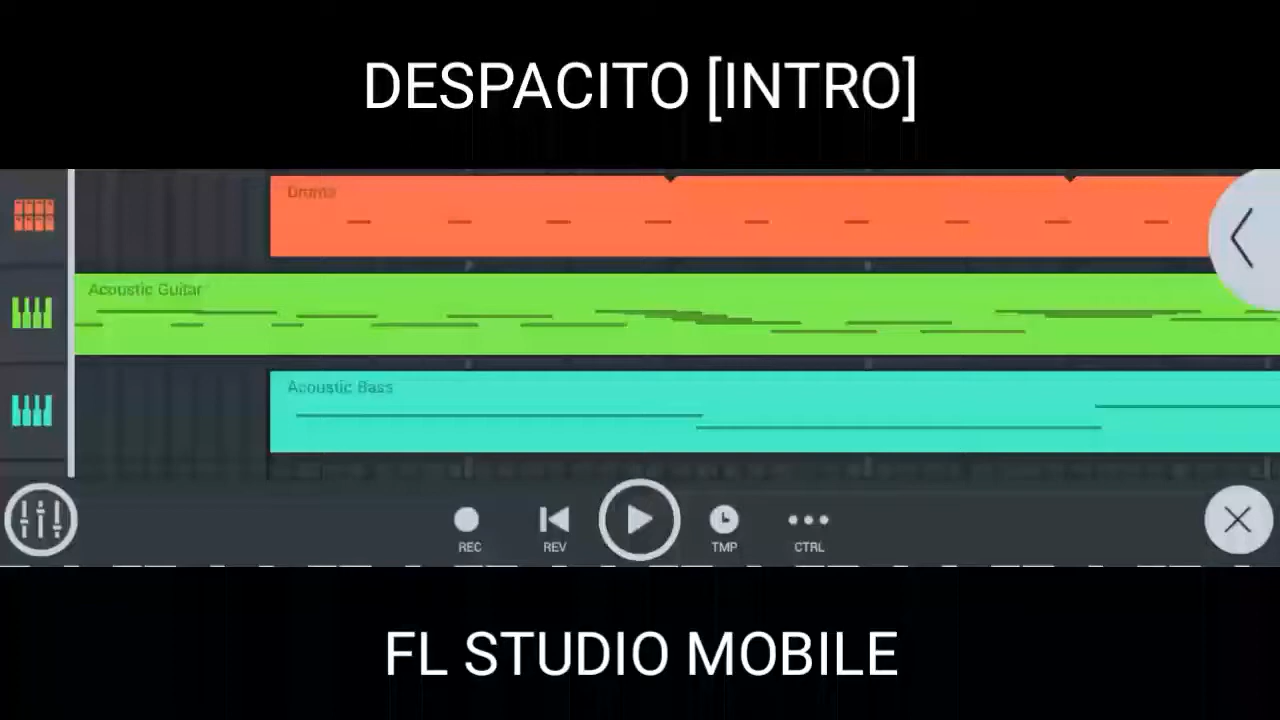 DESPACITO [INTRO]
Drums
Acoustic Guitar
Acoustic Bass
REC
REV
TMP
CTRL
FL STUDIO MOBILE